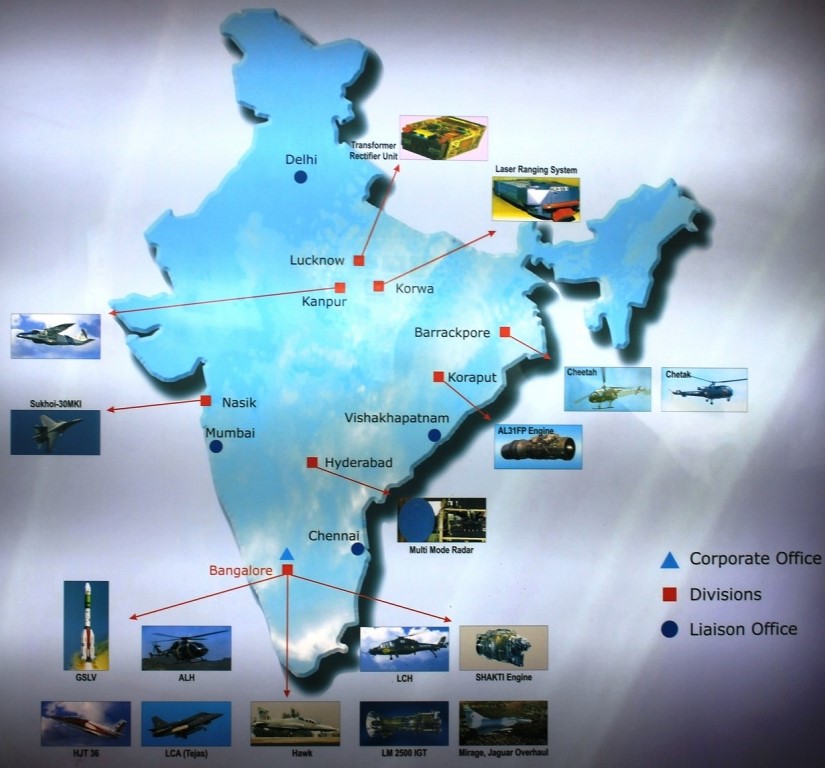 Transformer
Rectifier Unit
Delhi
Laser Ranging System
Lucknow
Korwa
Kanpur
Barrackpore
Koraput
Cheetah
Chetak
Sukhoi-30MKI
Nasik
Vishakhapatnam
Mumbai
AL31FP Engine
Hyderabad
Multi Mode Radar
Chennai
Bangalore
Corporate Office
Divisions
Liaison Office
GSLV
ALH
LCH
SHAKTI Engine
HJT 36
LCA (Tejas)
Hawk
LM 2500 IGT
Mirage, Jaguar Overhaul